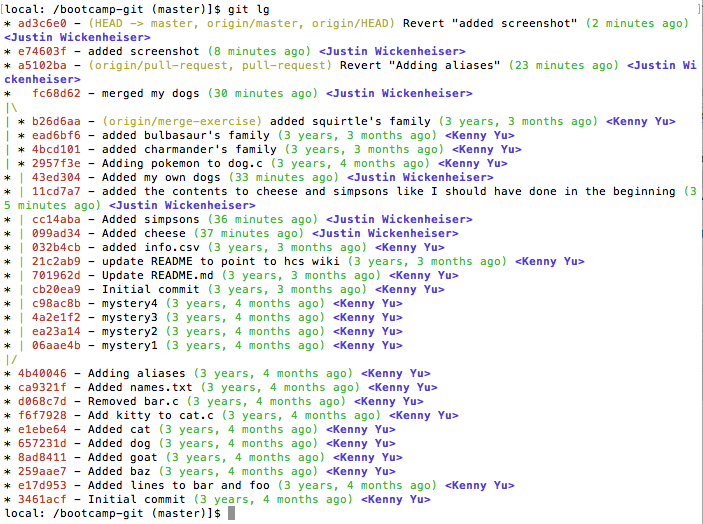 [local: /bootcamp-git (master)]$ git lg
* ad3c6e0 - (HEAD -> master, origin/master, origin/HEAD) Revert "added screenshot" (2 minutes ago)
<Justin Wickenheiser>
* e74603f - added screenshot (8 minutes ago) <Justin Wickenheiser>
* a5102ba - (origin/pull-request, pull-request) Revert "Adding aliases" (23 minutes ago) <Justin Wi
ckenheiser>
*   fc68d62 - merged my dogs (30 minutes ago) <Justin Wickenheiser>
|\
| * b26d6aa - (origin/merge-exercise) added squirtle's family (3 years, 3 months ago) <Kenny Yu>
| * ead6bf6 - added bulbasaur's family (3 years, 3 months ago) <Kenny Yu>
| * 4bcd101 - added charmander's family (3 years, 3 months ago) <Kenny Yu>
| * 2957f3e - Adding pokemon to dog.c (3 years, 4 months ago) <Kenny Yu>
* | 43ed304 - Added my own dogs (33 minutes ago) <Justin Wickenheiser>
* | 11cd7a7 - added the contents to cheese and simpsons like I should have done in the beginning (3
5 minutes ago) <Justin Wickenheiser>
* | cc14aba - Added simpsons (36 minutes ago) <Justin Wickenheiser>
* | 099ad34 - Added cheese (37 minutes ago) <Justin Wickenheiser>
* | 032b4cb - added info.csv (3 years, 3 months ago) <Kenny Yu>
* | 21c2ab9 - update README to point to hcs wiki (3 years, 3 months ago) <Kenny Yu>
* | 701962d - Update README.md (3 years, 3 months ago) <Kenny Yu>
* | cb20ea9 - Initial commit (3 years, 3 months ago) <Kenny Yu>
* | c98ac8b - mystery4 (3 years, 4 months ago) <Kenny Yu>
* | 4a2e1f2 - mystery3 (3 years, 4 months ago) <Kenny Yu>
* | ea23a14 - mystery2 (3 years, 4 months ago) <Kenny Yu>
* | 06aae4b - mystery1 (3 years, 4 months ago) <Kenny Yu>
|/
* 4b40046 - Adding aliases (3 years, 4 months ago) <Kenny Yu>
* ca9321f - Added names.txt (3 years, 4 months ago) <Kenny Yu>
* d068c7d - Removed bar.c (3 years, 4 months ago) <Kenny Yu>
* f6f7928 - Add kitty to cat.c (3 years, 4 months ago) <Kenny Yu>
* e1ebe64 - Added cat (3 years, 4 months ago) <Kenny Yu>
* 657231d - Added dog (3 years, 4 months ago) <Kenny Yu>
* 8ad8411 - Added goat (3 years, 4 months ago) <Kenny Yu>
* 259aae7 - Added baz (3 years, 4 months ago) <Kenny Yu>
* e17d953 - Added lines to bar and foo (3 years, 4 months ago) <Kenny Yu>
* 3461acf - Initial commit (3 years, 4 months ago) <Kenny Yu>
local: /bootcamp-git (master)]$